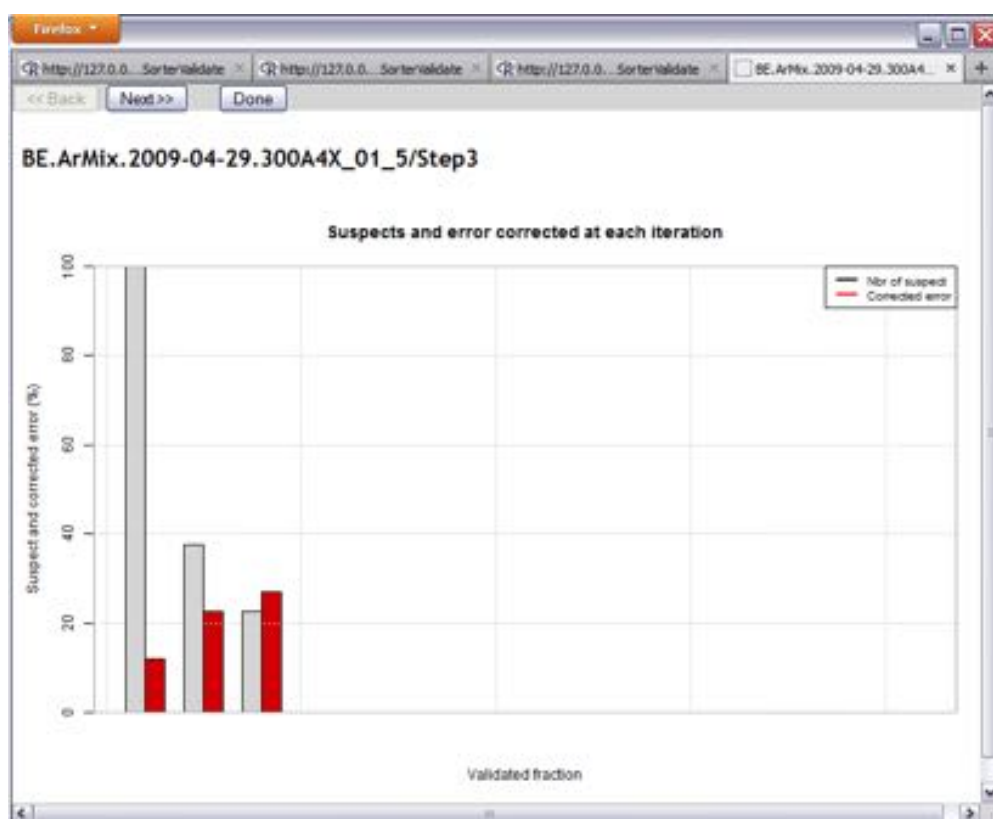 Firefox
http://127.0.0... SorterValidate
http://127.0.0... SorterValidate
http://127.0.0... SorterValidate
BE.ArMix.2009-04-29.300A4...
<< Back
Next >>
Done
BE.ArMix.2009-04-29.300A4X_01_5/Step3
Suspects and error corrected at each iteration
Nbr of suspect
Corrected error
Suspect and corrected error (%)
100
80
60
40
20
0
Validated fraction